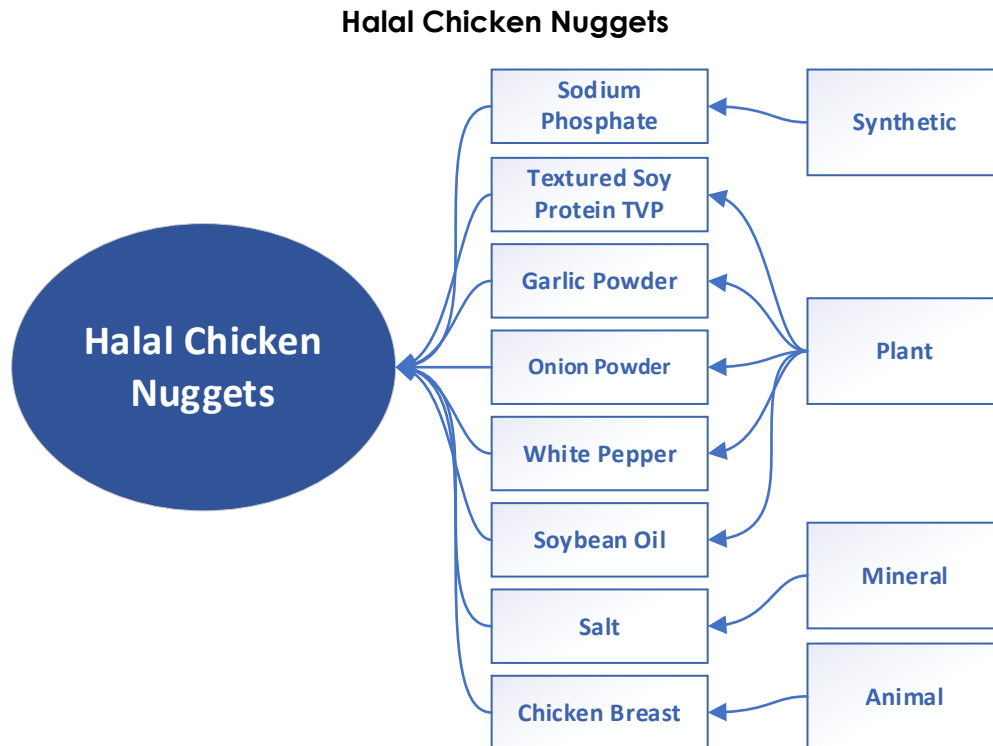 Halal Chicken Nuggets
Sodium
Phosphate
Synthetic
Textured Soy
Protein TVP
Garlic Powder
Halal Chicken
Nuggets
Onion Powder
Plant
White Pepper
Soybean Oil
Mineral
Salt
Animal
Chicken Breast